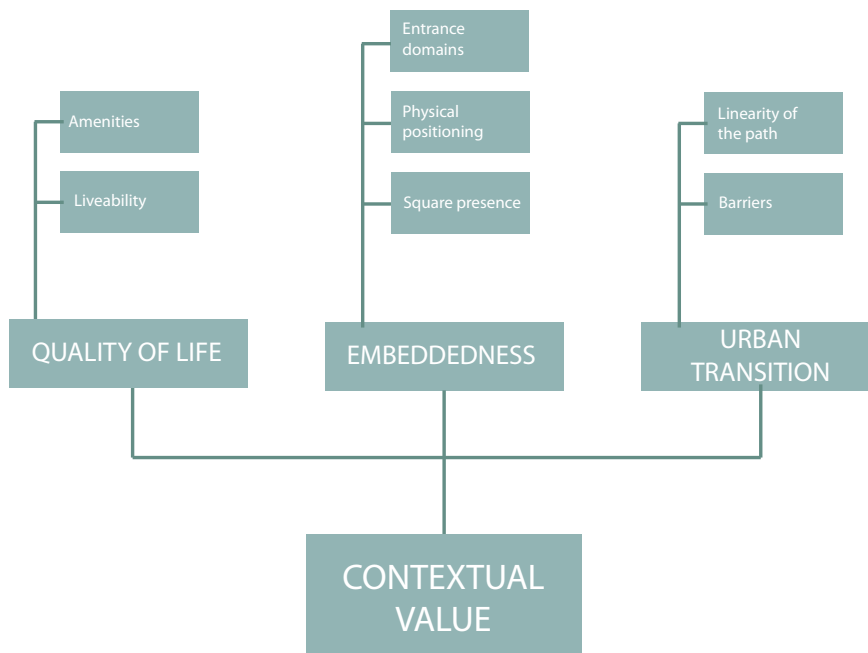 Entrance
domains
Amenities
Physical
positioning
Linearity of
the path
Liveability
Square presence
Barriers
QUALITY OF LIFE
EMBEDDEDNESS
URBAN
TRANSITION
CONTEXTUAL
VALUE